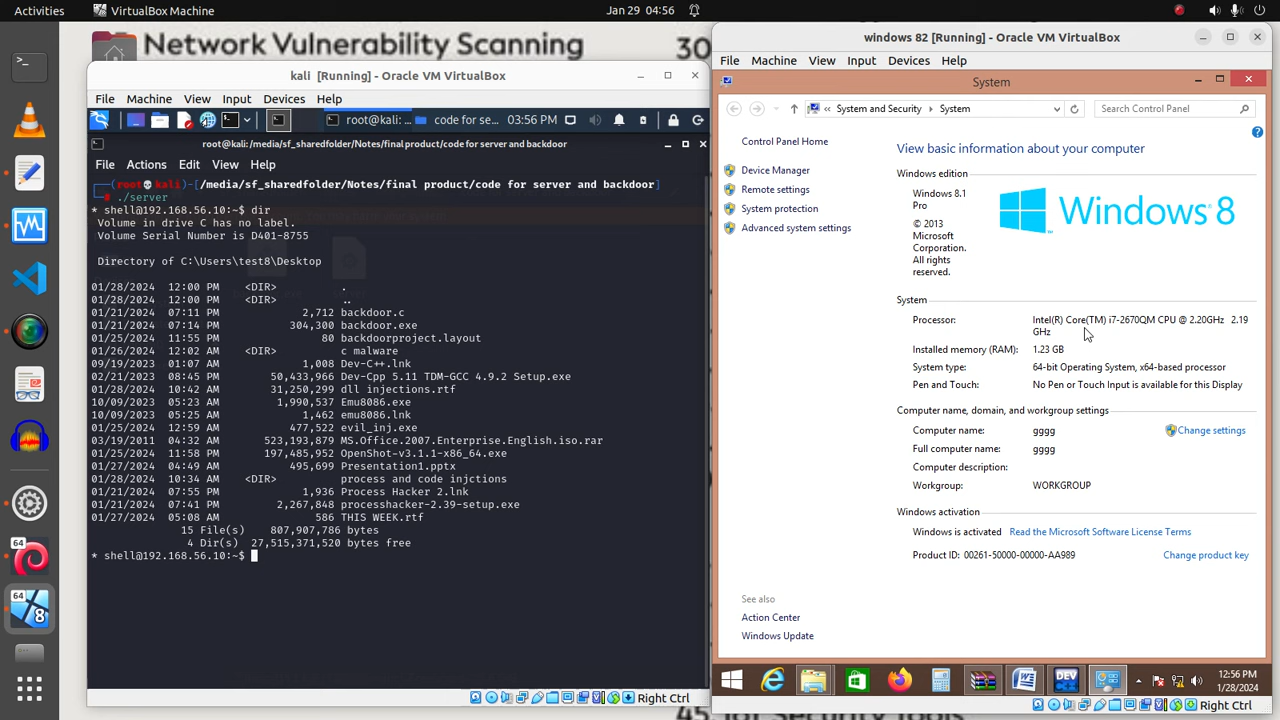 Activities
Virtual Machine
Jan 29 04:56
Network Vulnerability Scanning
30
kali [Running] - Oracle VM VirtualBox
File Machine View Input Devices Help
root@kali: ...
code for se...
03:56 PM
root@kali: /media/sf_sharedfolder/Notes/final product/code for server and backdoor
File Actions Edit View Help
(root kali)-[/media/sf_sharedfolder/Notes/final product/code for server and backdoor]
# ./server
* shell@192.168.56.10:~$ dir
Volume in drive C has no label.
Volume Serial Number is D401-8755
Directory of C:\Users\test8\Desktop
01/28/2024 12:00 PM <DIR> .
01/28/2024 12:00 PM <DIR> ..
01/21/2024 07:11 PM 2,712 backdoor.c
01/21/2024 07:14 PM 304,300 backdoor.exe
01/25/2024 11:55 PM 80 backdoorproject.layout
01/26/2024 12:02 AM <DIR> c malware
09/19/2023 01:07 AM 1,008 Dev-C++.lnk
02/21/2023 08:45 PM 50,433,966 Dev-Cpp 5.11 TDM-GCC 4.9.2 Setup.exe
01/28/2024 10:42 AM 31,250,299 dll injections.rtf
10/09/2023 05:25 AM 1,990,537 Emu8086.exe
10/09/2023 05:25 AM 1,462 emu8086.lnk
01/25/2024 12:59 AM 477,522 evil_inj.exe
03/19/2011 04:32 AM 523,193,879 MS.Office.2007.Enterprise.English.iso.rar
01/25/2024 11:58 PM 197,485,952 OpenShot-v3.1.1-x86_64.exe
01/27/2024 04:49 AM 495,699 Presentation1.pptx
01/28/2024 10:34 AM <DIR> process and code injctions
01/21/2024 07:55 PM 1,936 Process Hacker 2.lnk
01/21/2024 07:41 PM 2,267,848 processhacker-2.39-setup.exe
01/27/2024 05:08 AM 586 THIS WEEK.rtf
15 File(s) 807,907,786 bytes
4 Dir(s) 27,515,371,520 bytes free
* shell@192.168.56.10:~$
Right Ctrl
windows 82 [Running] - Oracle VM VirtualBox
File Machine View Input Devices Help
System
System and Security
System
Search Control Panel
Control Panel Home
Device Manager
Remote settings
System protection
Advanced system settings
View basic information about your computer
Windows edition
Windows 8.1
Pro
© 2013
Microsoft
Corporation.
All rights
reserved.
Windows 8
System
Processor: Intel(R) Core(TM) i7-2670QM CPU @ 2.20GHz 2.19
GHz
Installed memory (RAM): 1.23 GB
System type: 64-bit Operating System, x64-based processor
Pen and Touch: No Pen or Touch Input is available for this Display
Computer name, domain, and workgroup settings
Computer name: gggg
Change settings
Full computer name: gggg
Computer description:
Workgroup: WORKGROUP
Windows activation
Windows is activated Read the Microsoft Software License Terms
Product ID: 00261-50000-00000-AA989
Change product key
See also
Action Center
Windows Update
DEV
12:56 PM
1/28/2024
Right Ctrl
64
64
8